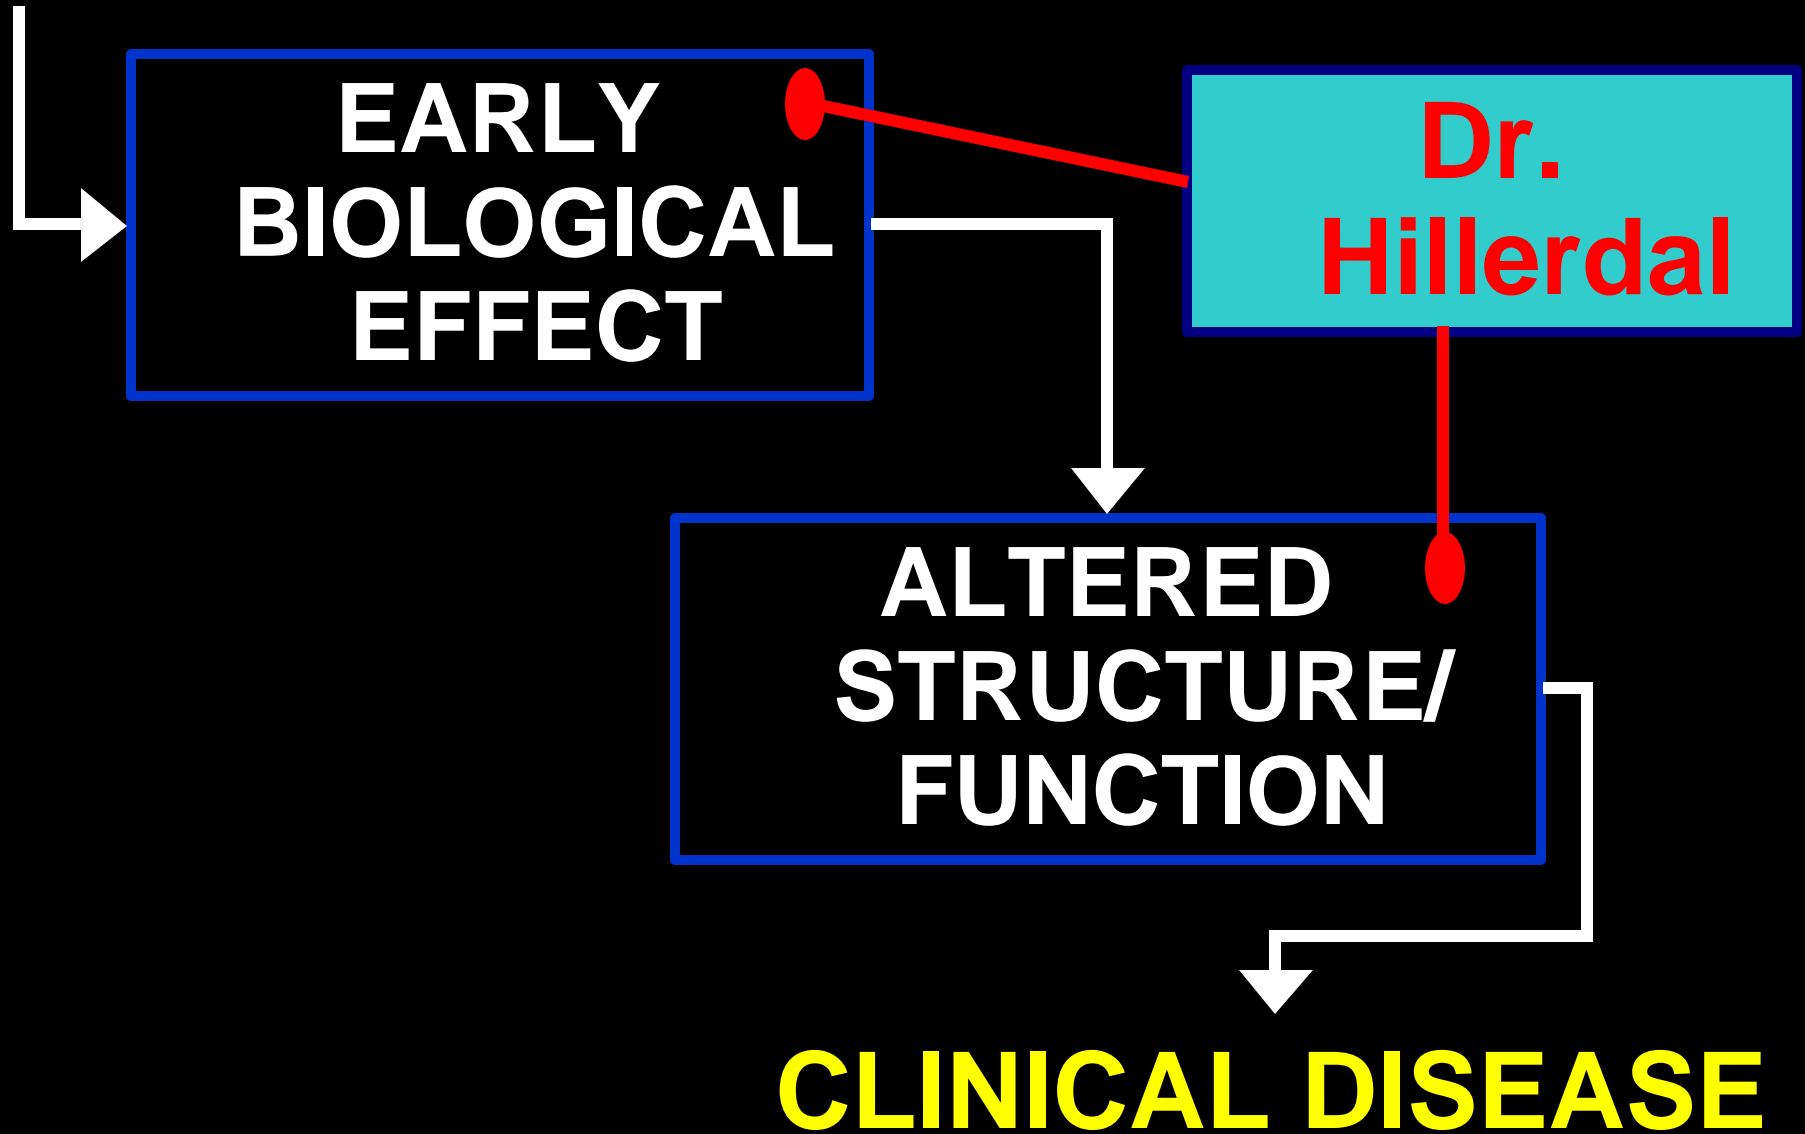 EARLY
BIOLOGICAL
EFFECT
Dr.
Hillerdal
ALTERED
STRUCTURE/
FUNCTION
CLINICAL DISEASE